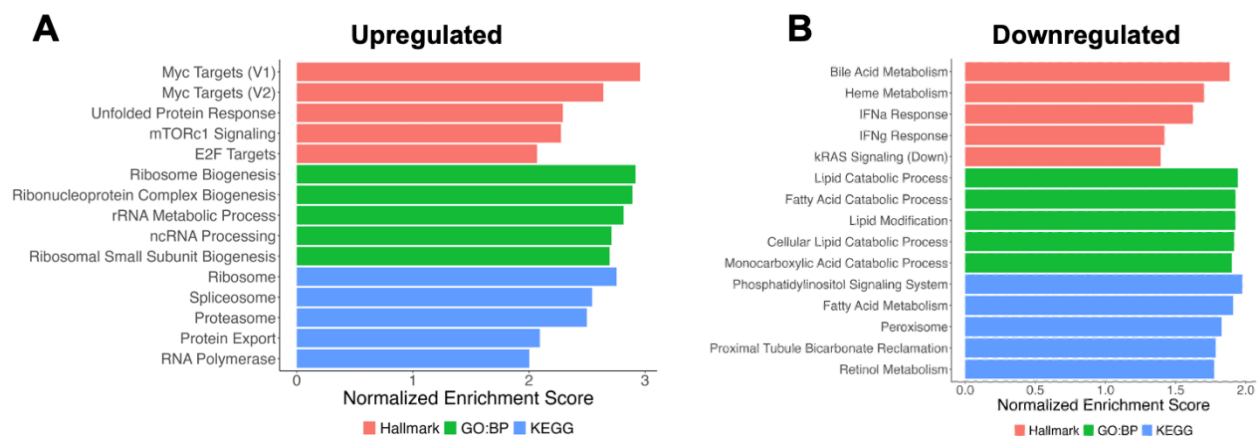 A
Upregulated
Myc Targets (V1)
Myc Targets (V2)
Unfolded Protein Response
mTORc1 Signaling
E2F Targets
Ribosome Biogenesis
Ribonucleoprotein Complex Biogenesis
rRNA Metabolic Process
ncRNA Processing
Ribosomal Small Subunit Biogenesis
Ribosome
Spliceosome
Proteasome
Protein Export
RNA Polymerase
0 1 2 3
Normalized Enrichment Score
Hallmark GO:BP KEGG
B
Downregulated
Bile Acid Metabolism
Heme Metabolism
IFNa Response
IFNg Response
kRAS Signaling (Down)
Lipid Catabolic Process
Fatty Acid Catabolic Process
Lipid Modification
Cellular Lipid Catabolic Process
Monocarboxylic Acid Catabolic Process
Phosphatidylinositol Signaling System
Fatty Acid Metabolism
Peroxisome
Proximal Tubule Bicarbonate Reclamation
Retinol Metabolism
0.0 0.5 1.0 1.5 2.0
Normalized Enrichment Score
Hallmark GO:BP KEGG